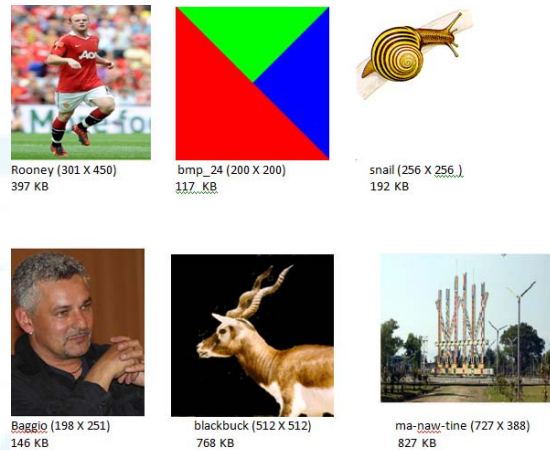 AON
Rooney (301 X 450)
397 KB
bmp_24 (200 X 200)
117 KB
snail (256 X 256 )
192 KB
Baggio (198 X 251)
146 KB
blackbuck (512 X 512)
768 KB
ma-naw-tine (727 X 388)
827 KB